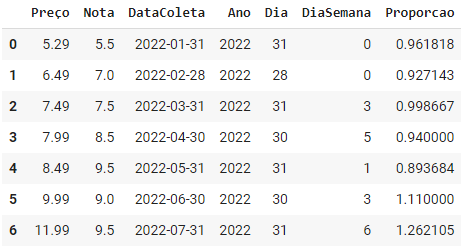 Preço Nota DataColeta Ano Dia DiaSemana Proporcao
0 5.29 5.5 2022-01-31 2022 31 0 0.961818
1 6.49 7.0 2022-02-28 2022 28 0 0.927143
2 7.49 7.5 2022-03-31 2022 31 3 0.998667
3 7.99 8.5 2022-04-30 2022 30 5 0.940000
4 8.49 9.5 2022-05-31 2022 31 1 0.893684
5 9.99 9.0 2022-06-30 2022 30 3 1.110000
6 11.99 9.5 2022-07-31 2022 31 6 1.262105